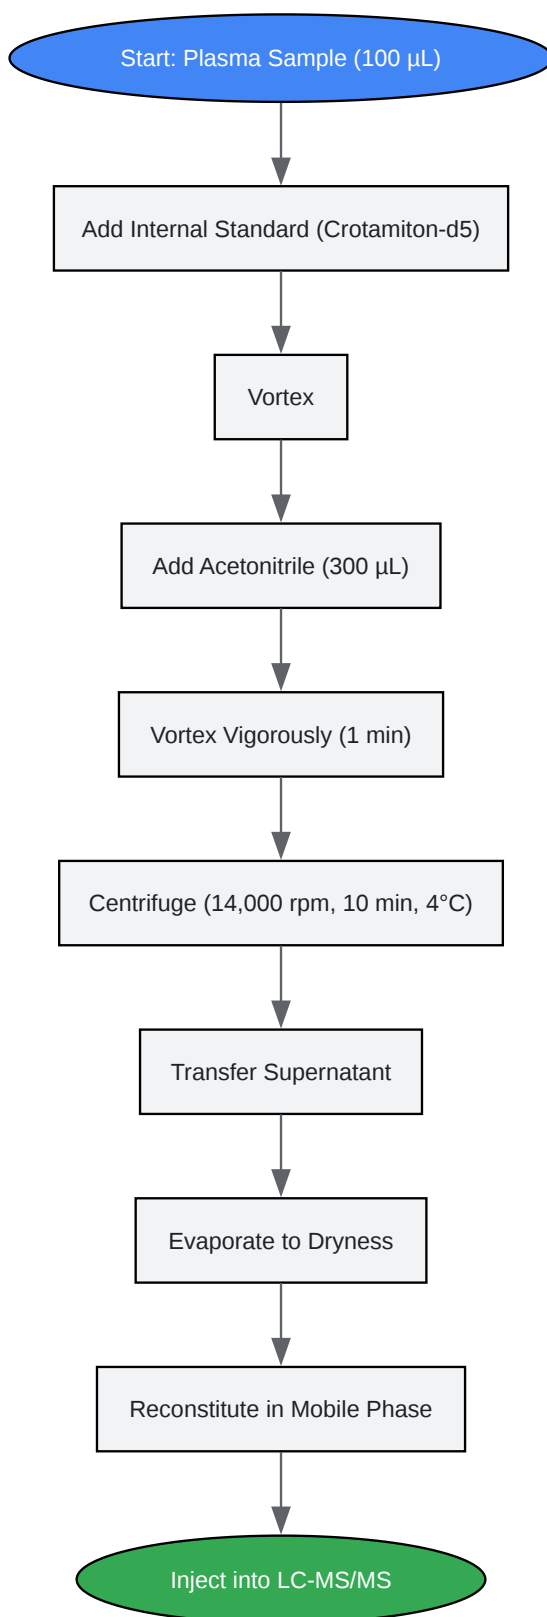 Start: Plasma Sample (100 µL)
Add Internal Standard (Crotamiton-d5)
Vortex
Add Acetonitrile (300 µL)
Vortex Vigorously (1 min)
Centrifuge (14,000 rpm, 10 min, 4°C)
Transfer Supernatant
Evaporate to Dryness
Reconstitute in Mobile Phase
Inject into LC-MS/MS